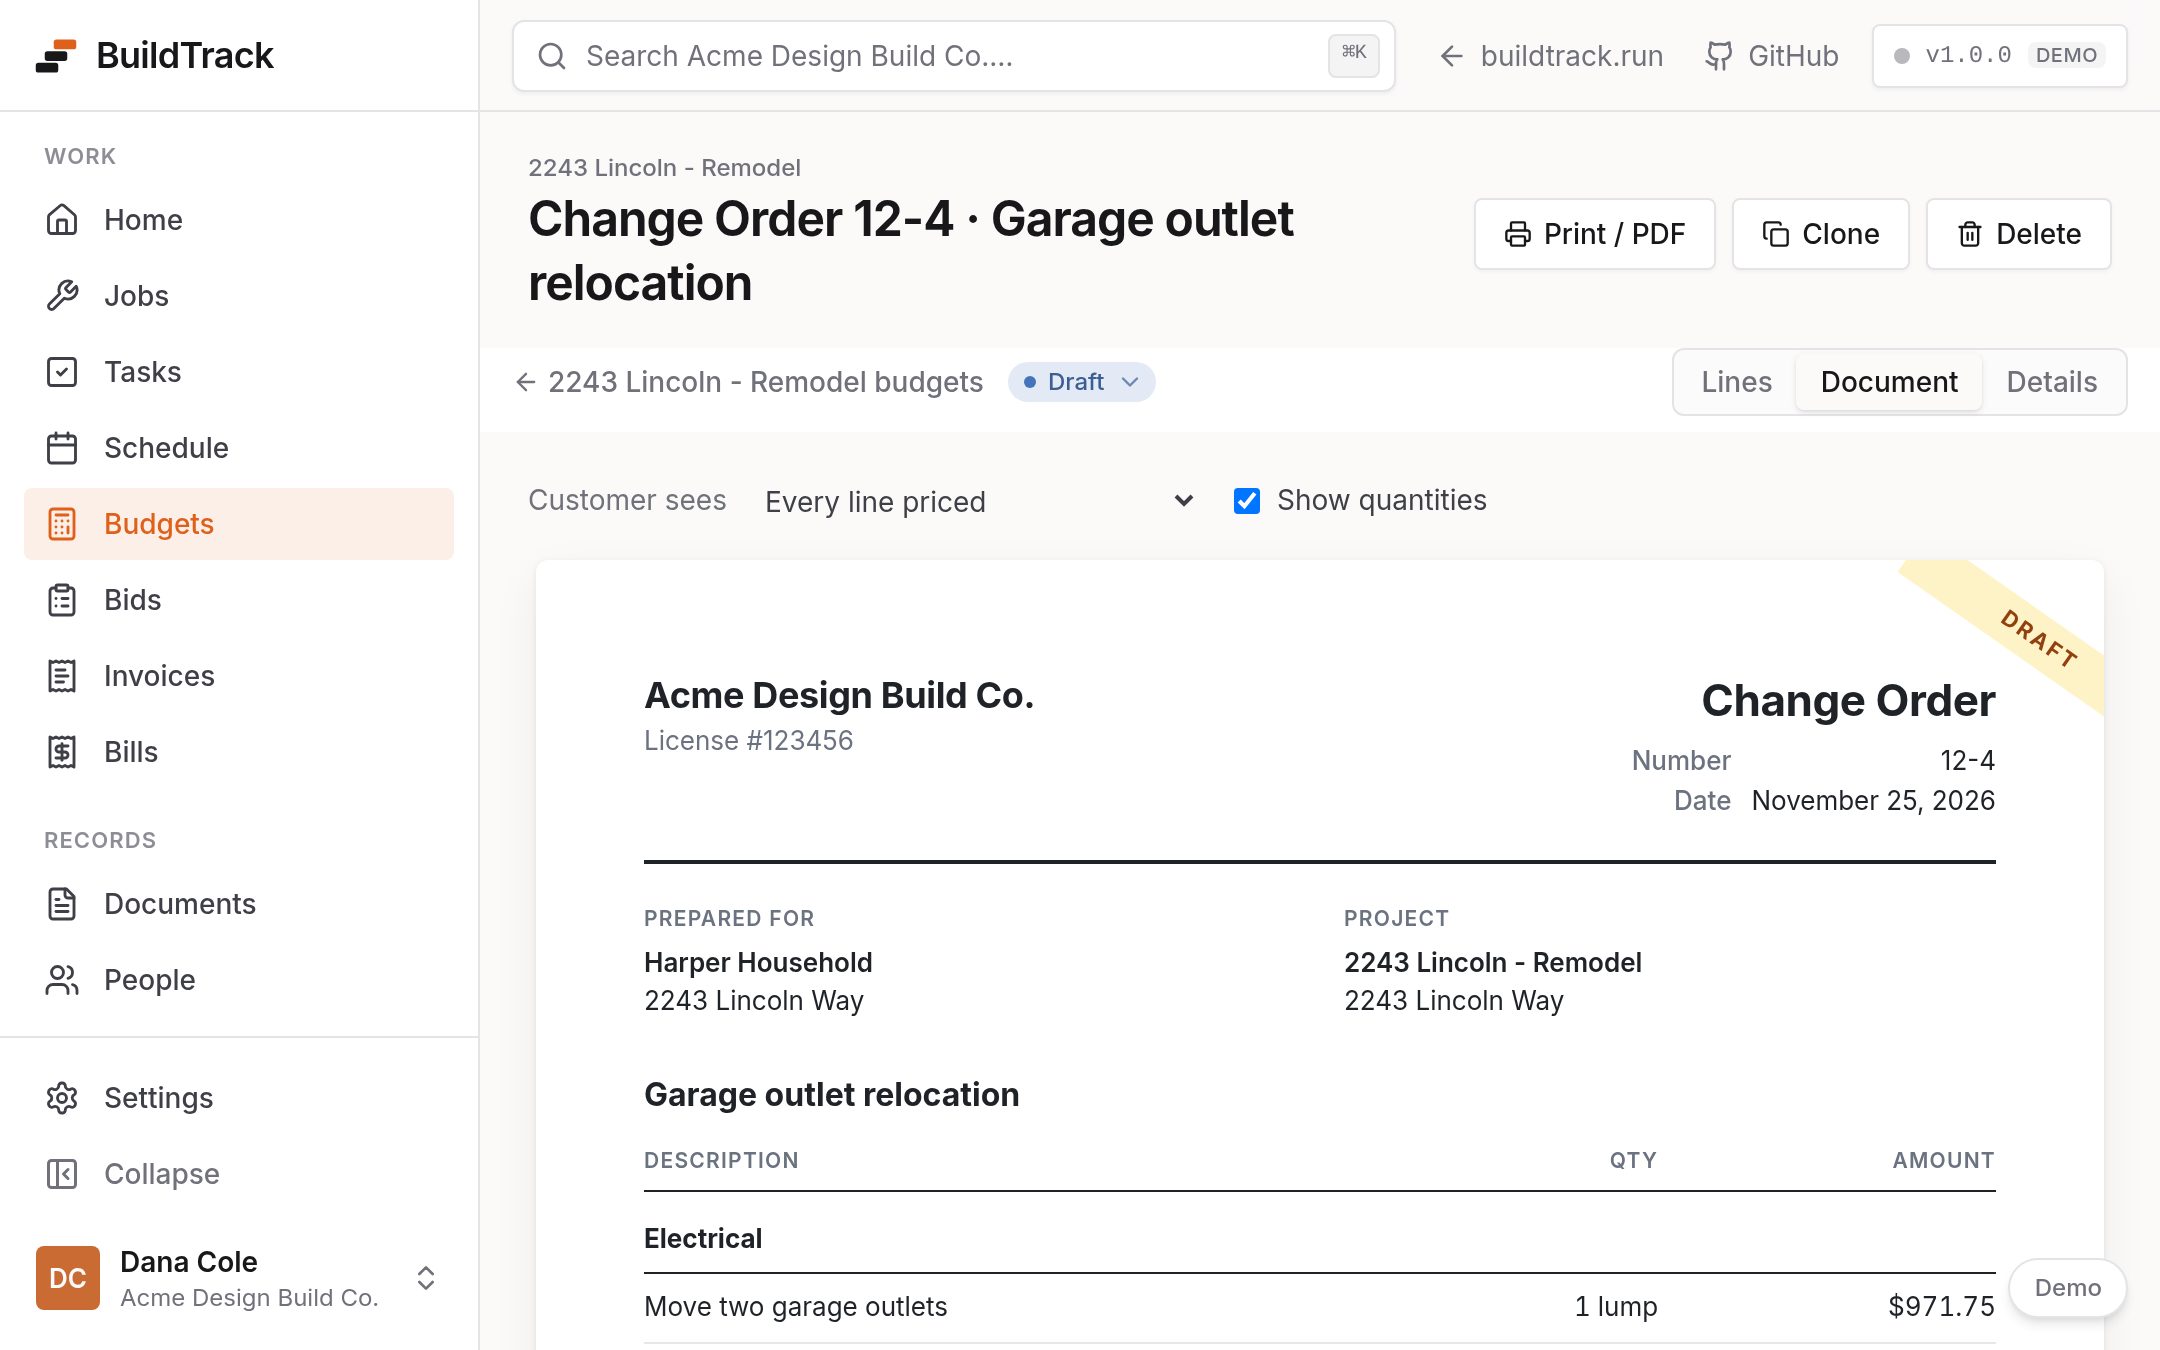 BuildTrack
Search Acme Design Build Co....
⌘K
buildtrack.run
GitHub
v1.0.0 DEMO
WORK
Home
Jobs
Tasks
Schedule
Budgets
Bids
Invoices
Bills
RECORDS
Documents
People
Settings
Collapse
DC
Dana Cole
Acme Design Build Co.
2243 Lincoln - Remodel
Change Order 12-4 · Garage outlet
relocation
Print / PDF
Clone
Delete
2243 Lincoln - Remodel budgets
Draft
Lines
Document
Details
Customer sees
Every line priced
Show quantities
DRAFT
Acme Design Build Co.
License #123456
Change Order
Number 12-4
Date November 25, 2026
PREPARED FOR
Harper Household
2243 Lincoln Way
PROJECT
2243 Lincoln - Remodel
2243 Lincoln Way
Garage outlet relocation
DESCRIPTION QTY AMOUNT
Electrical
Move two garage outlets 1 lump $971.75
Demo